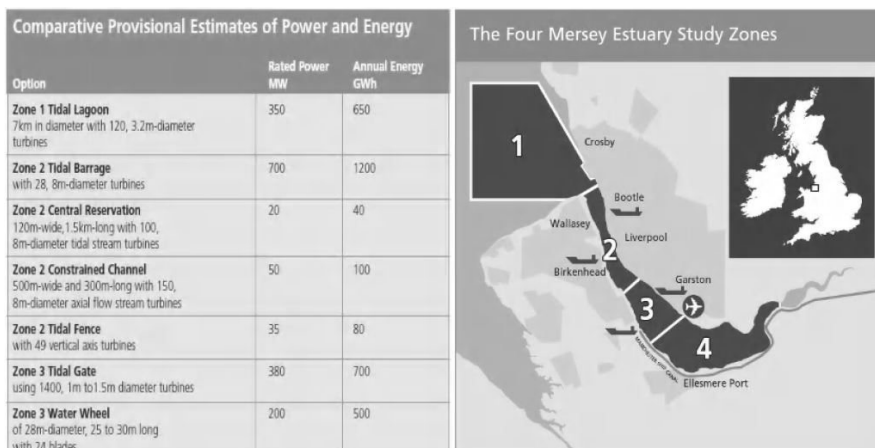 Comparative Provisional Estimates of Power and Energy
Option
Rated Power
MW
Annual Energy
GWh
Zone 1 Tidal Lagoon
7km in diameter with 120, 3.2m-diameter
turbines
350
650
Zone 2 Tidal Barrage
with 28, 8m-diameter turbines
700
1200
Zone 2 Central Reservation
120m-wide,1.5km-long with 100,
8m-diameter tidal stream turbines
20
40
Zone 2 Constrained Channel
500m-wide and 300m-long with 150,
8m-diameter axial flow stream turbines
50
100
Zone 2 Tidal Fence
with 49 vertical axis turbines
35
80
Zone 3 Tidal Gate
using 1400, 1m to1.5m diameter turbines
380
700
Zone 3 Water Wheel
of 28m-diameter, 25 to 30m long
with 24 blades
200
500
The Four Mersey Estuary Study Zones
1
Crosby
Bootle
Wallasey
Liverpool
2
Birkenhead
Garston
3
4
MANCHESTER SHIP CANAL
Ellesmere Port